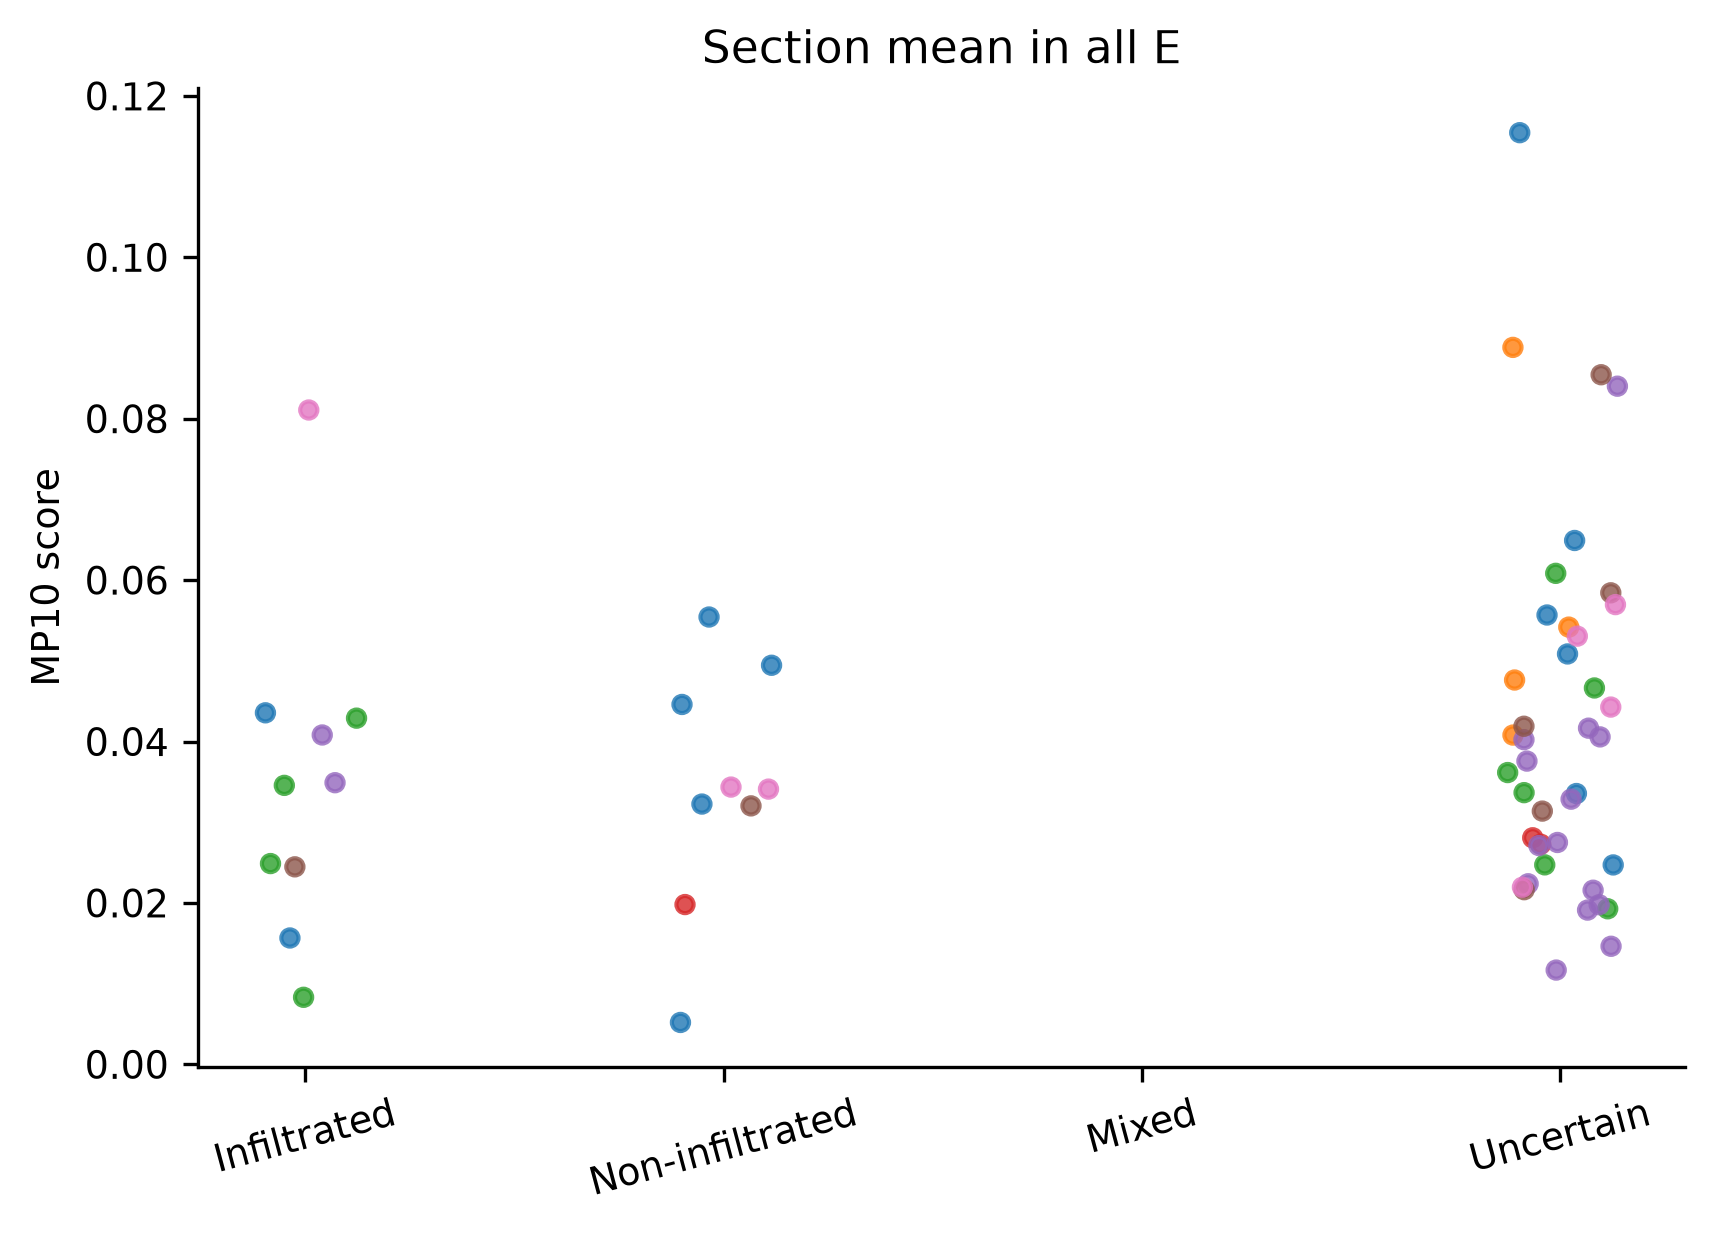 Section mean in all E
0.12
0.10
0.08
0.06
0.04
0.02
0.00
MP10 score
Infiltrated
Non-infiltrated
Mixed
Uncertain